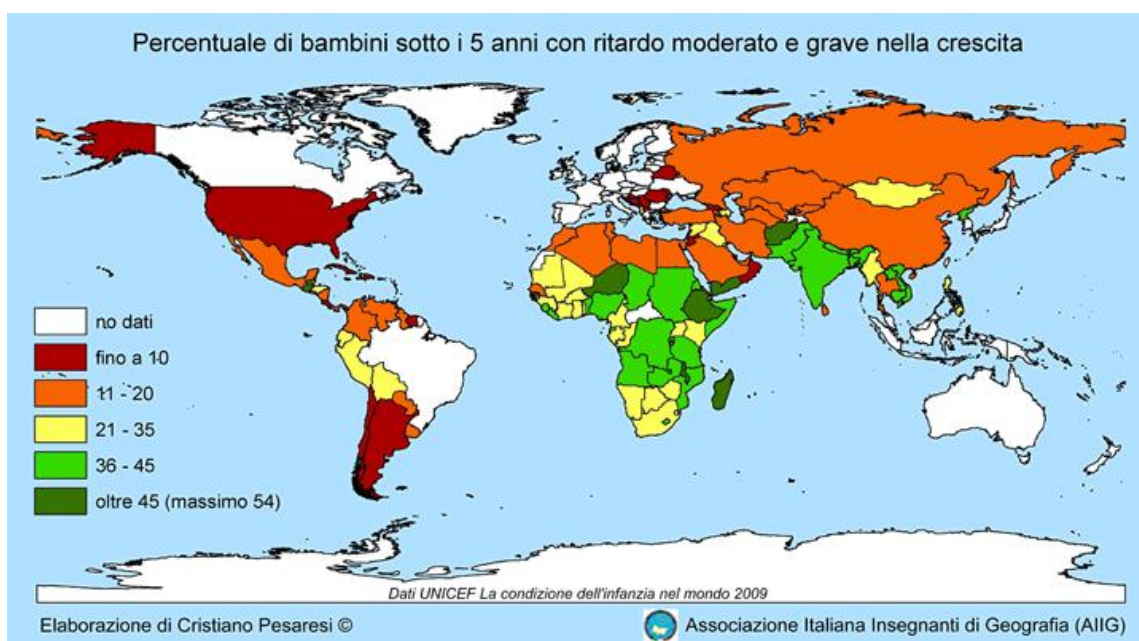 Percentuale di bambini sotto i 5 anni con ritardo moderato e grave nella crescita
no dati
fino a 10
11 - 20
21 - 35
36 - 45
oltre 45 (massimo 54)
Dati UNICEF La condizione dell'infanzia nel mondo 2009
Elaborazione di Cristiano Pesaresi ©
Associazione Italiana Insegnanti di Geografia (AIIG)